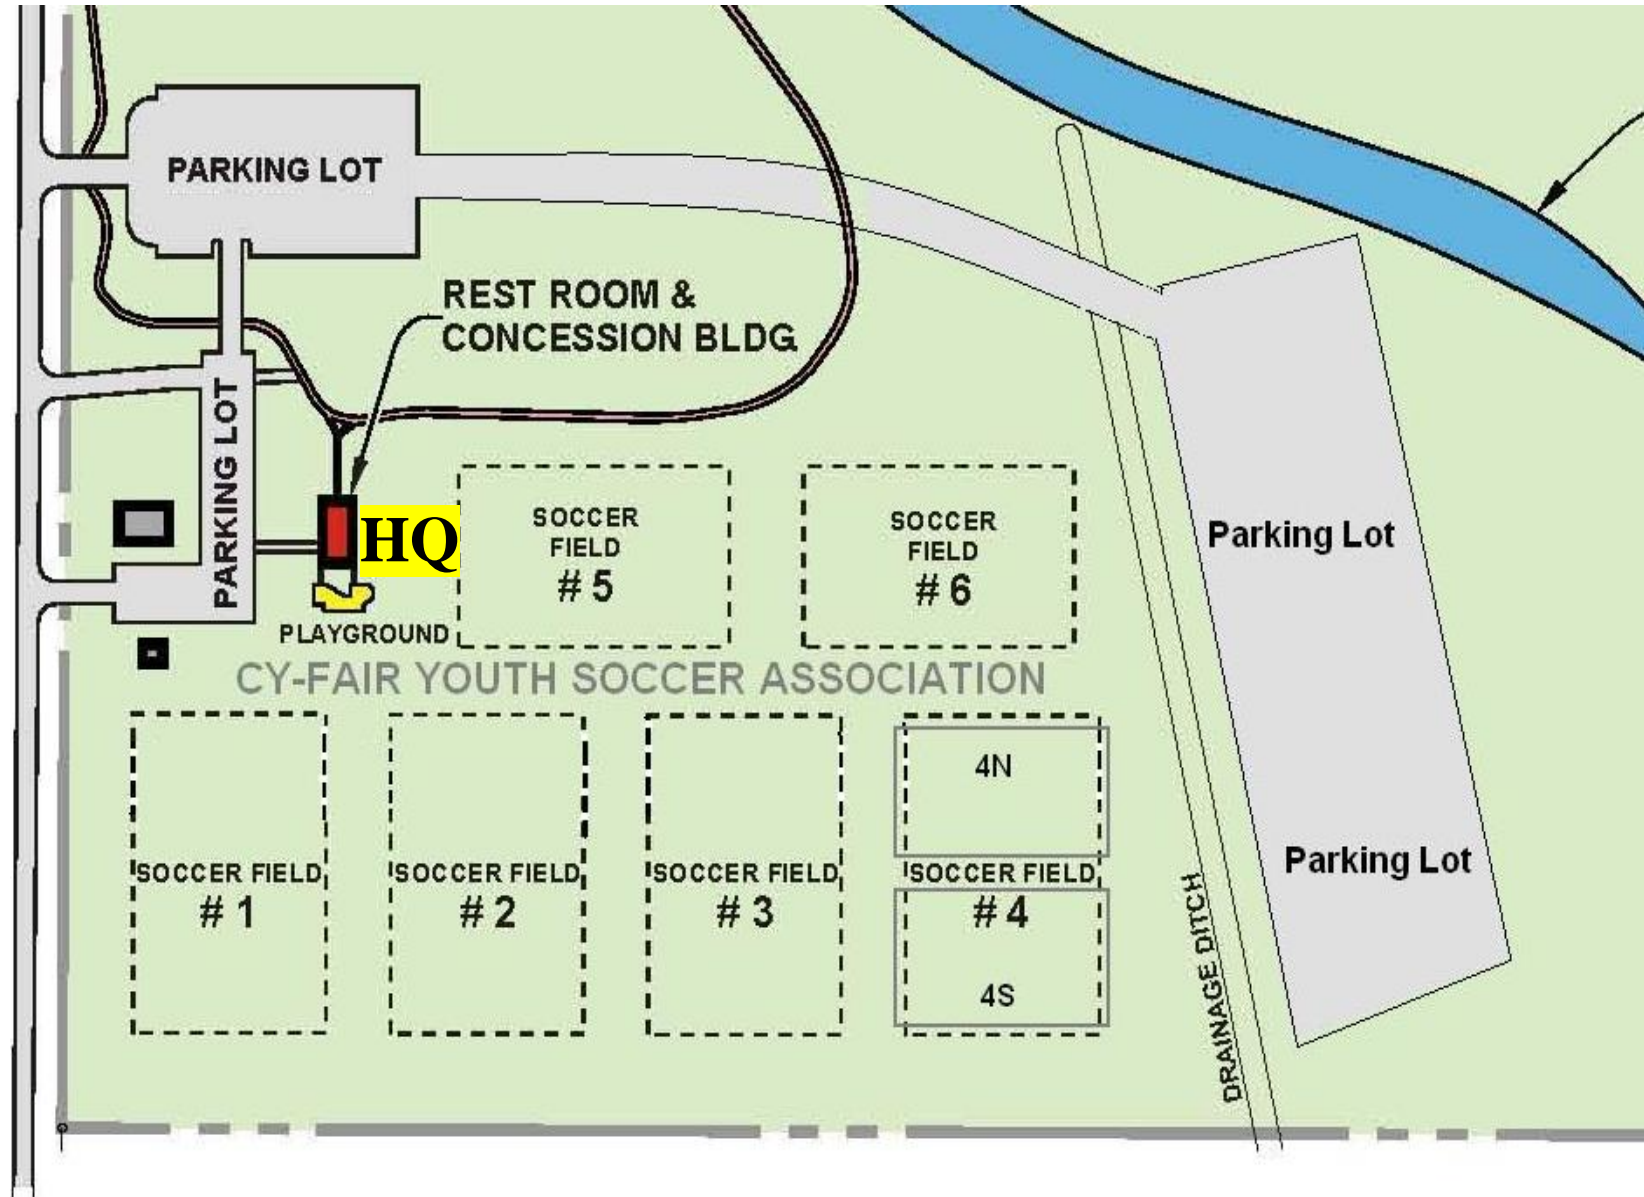 PARKING LOT
REST ROOM &
CONCESSION BLDG
PARKING LOT
HQ
SOCCER
FIELD
# 5
SOCCER
FIELD
# 6
Parking Lot
PLAYGROUND
CY-FAIR YOUTH SOCCER ASSOCIATION
4N
SOCCER FIELD
# 1
SOCCER FIELD
# 2
SOCCER FIELD
# 3
SOCCER FIELD
# 4
4S
Parking Lot
DRAINAGE DITCH